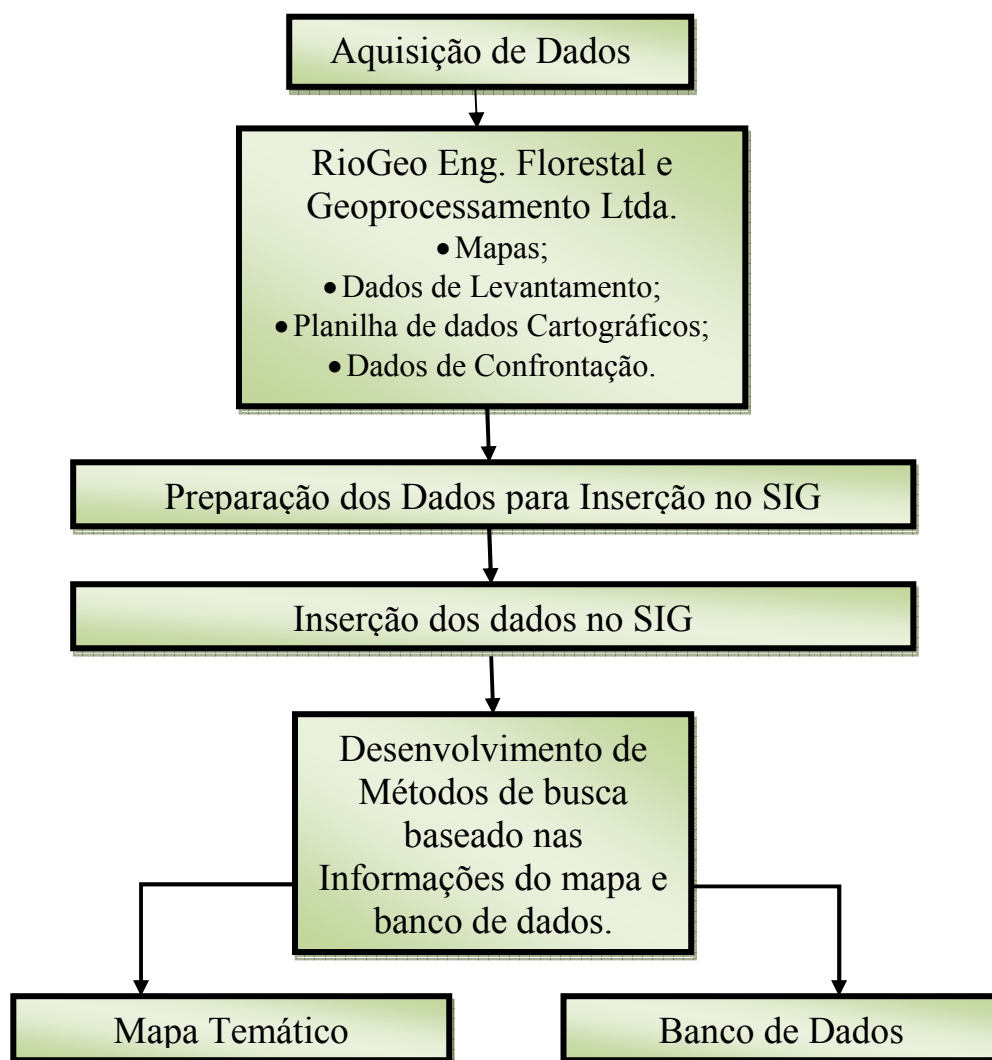 Aquisição de Dados
RioGeo Eng. Florestal e
Geoprocessamento Ltda.
• Mapas;
• Dados de Levantamento;
• Planilha de dados Cartográficos;
• Dados de Confrontação.
Preparação dos Dados para Inserção no SIG
Inserção dos dados no SIG
Desenvolvimento de
Métodos de busca
baseado nas
Informações do mapa e
banco de dados.
Mapa Temático
Banco de Dados